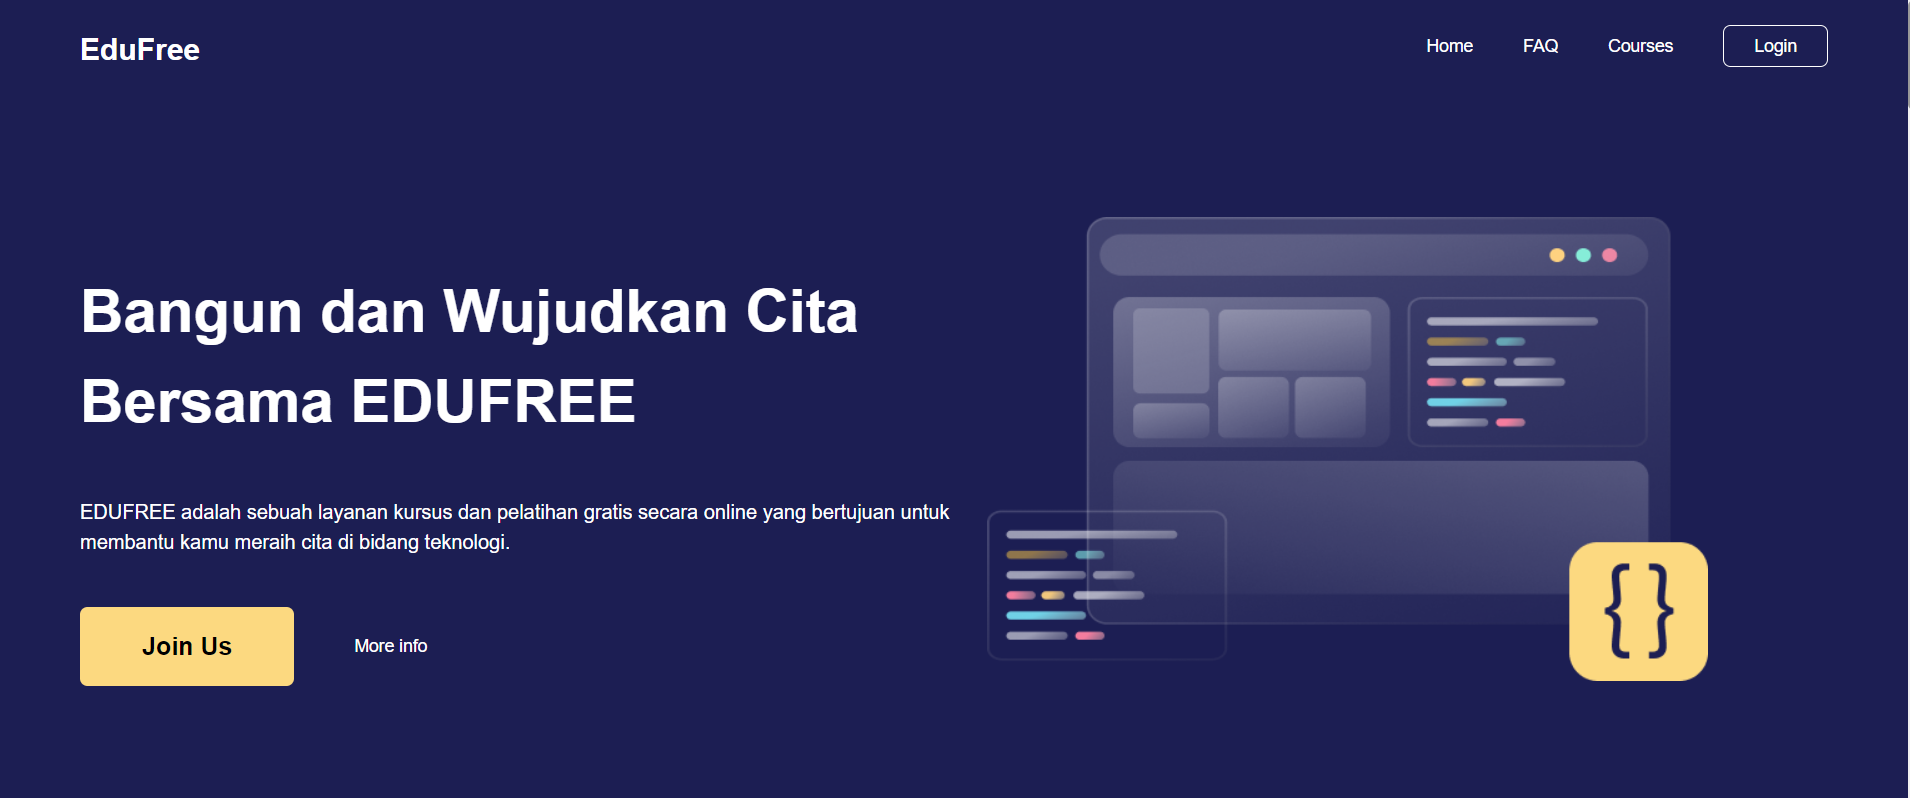 EduFree
Home
FAQ
Courses
Login
Bangun dan Wujudkan Cita
Bersama EDUFREE
EDUFREE adalah sebuah layanan kursus dan pelatihan gratis secara online yang bertujuan untuk
membantu kamu meraih cita di bidang teknologi.
Join Us
More info
{ }